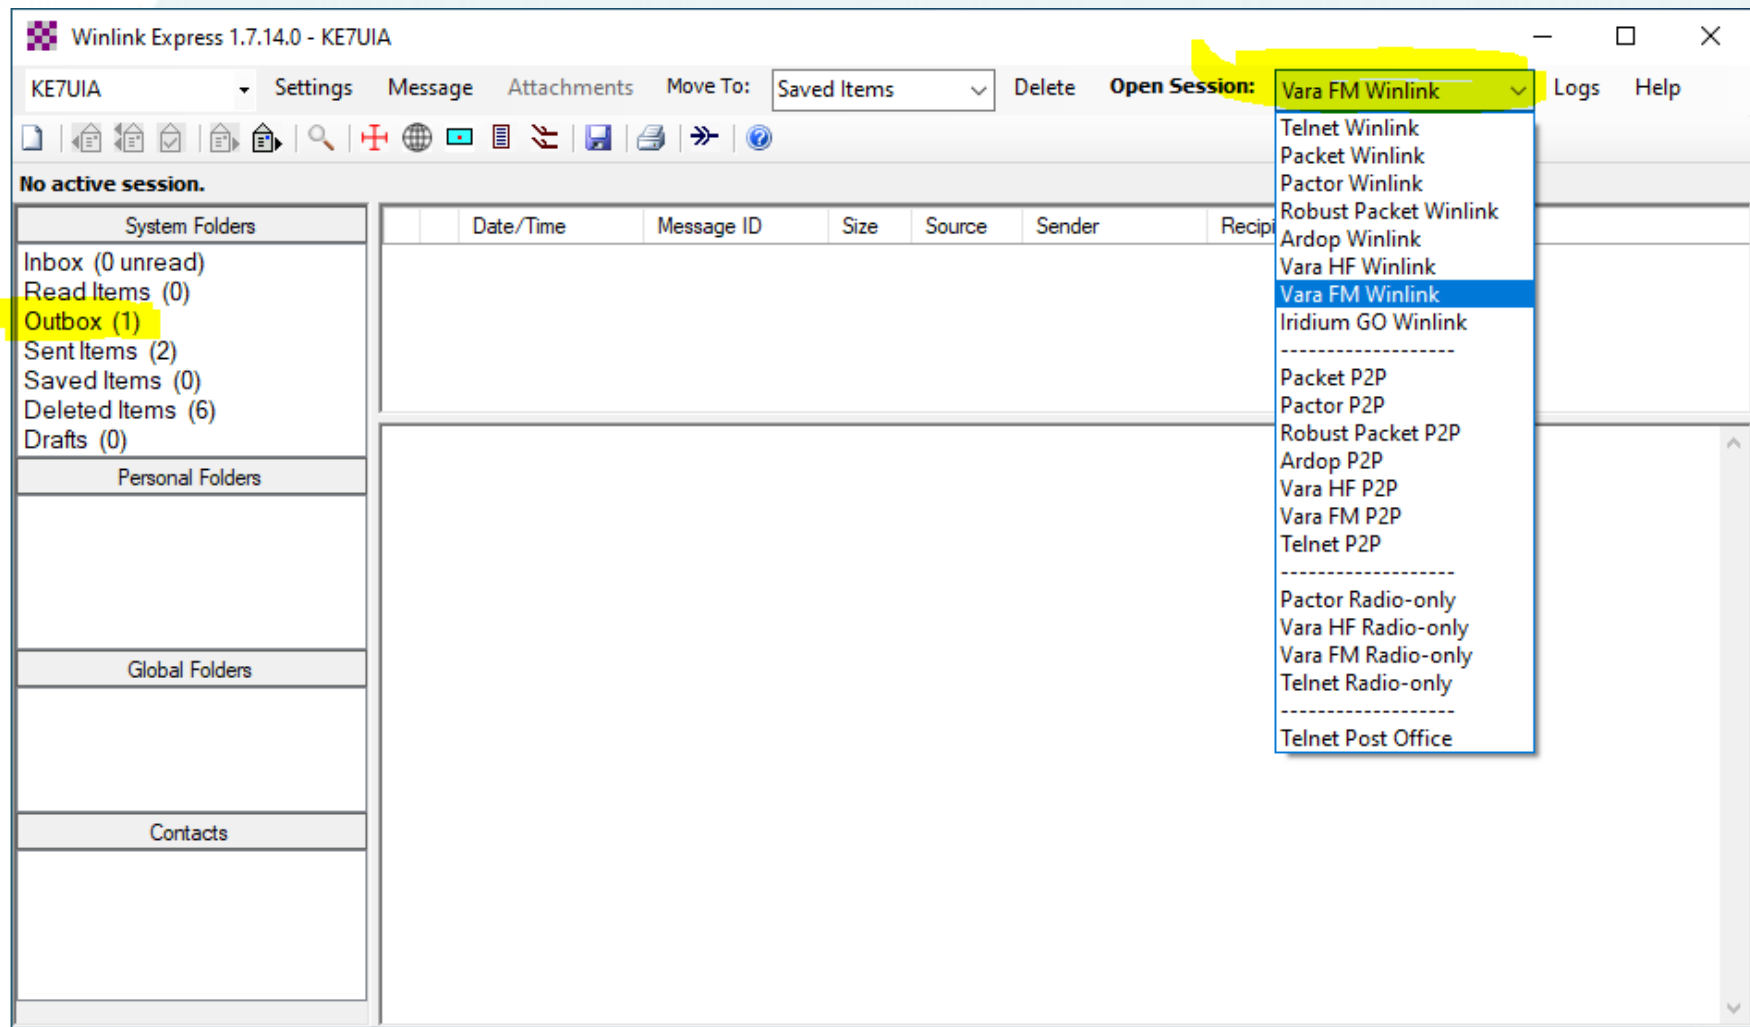 Winlink Express 1.7.14.0 - KE7UIA
KE7UIA Settings Message Attachments Move To: Saved Items Delete Open Session: Vara FM Winlink Logs Help
No active session.
System Folders
Inbox (0 unread)
Read Items (0)
Outbox (1)
Sent Items (2)
Saved Items (0)
Deleted Items (6)
Drafts (0)
Personal Folders
Global Folders
Contacts
Date/Time Message ID Size Source Sender Recipi
Telnet Winlink
Packet Winlink
Pactor Winlink
Robust Packet Winlink
Ardop Winlink
Vara HF Winlink
Vara FM Winlink
Iridium GO Winlink
-------------------
Packet P2P
Pactor P2P
Robust Packet P2P
Ardop P2P
Vara HF P2P
Vara FM P2P
Telnet P2P
-------------------
Pactor Radio-only
Vara HF Radio-only
Vara FM Radio-only
Telnet Radio-only
-------------------
Telnet Post Office